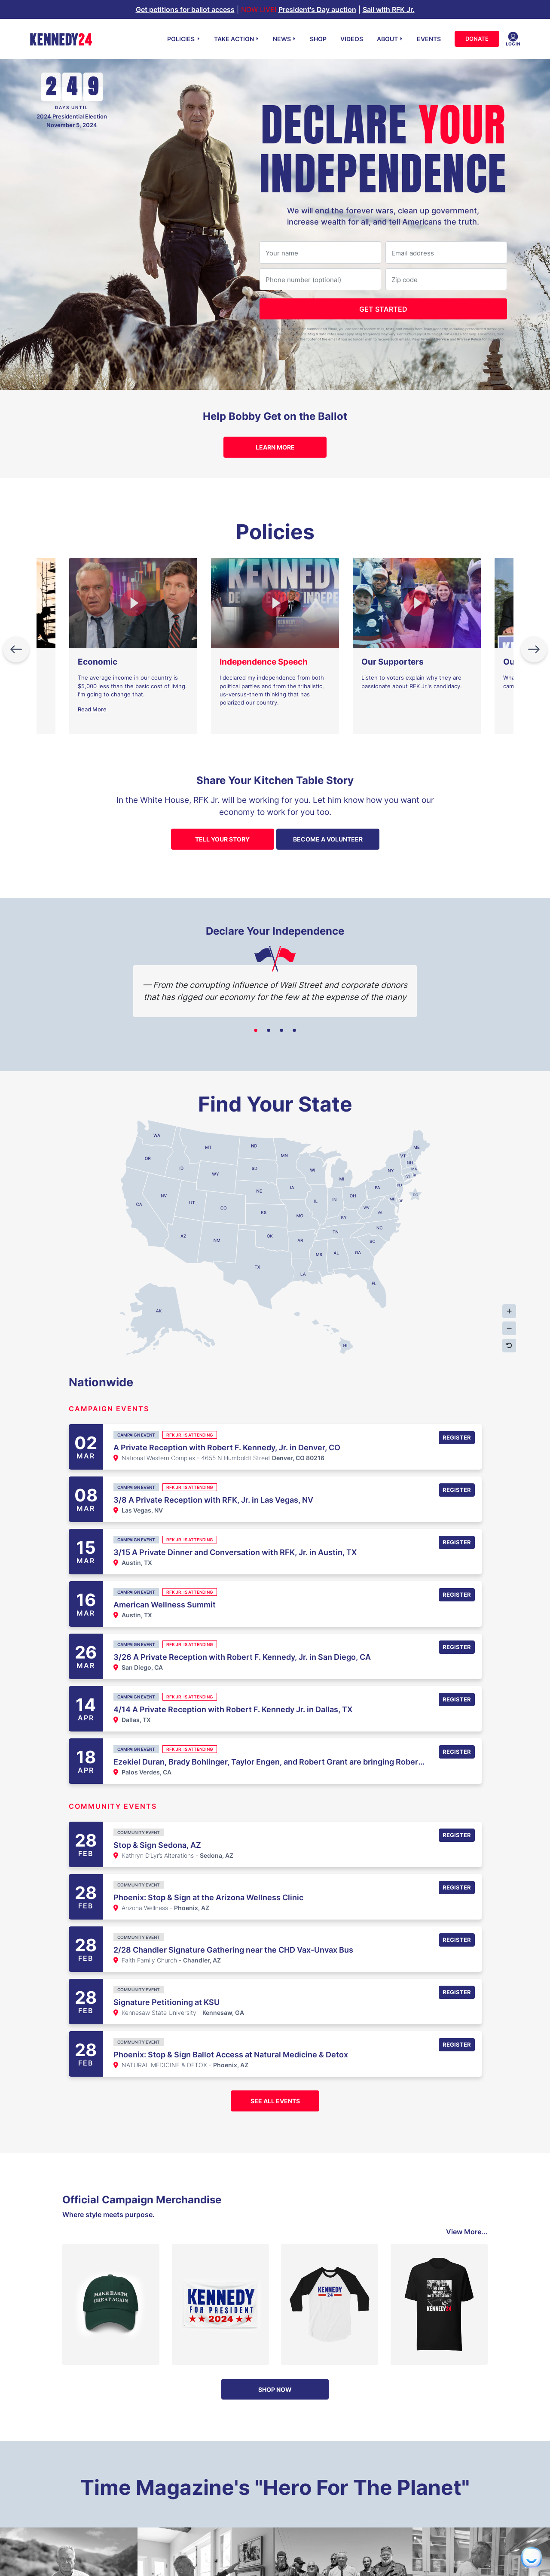 Get petitions for ballot access | NOW LIVE: President's Day auction | Sail with RFK Jr.
KENNEDY24
POLICIES TAKE ACTION NEWS SHOP VIDEOS ABOUT EVENTS DONATE LOGIN
249
DAYS UNTIL
2024 Presidential Election
November 5, 2024
DECLARE YOUR
INDEPENDENCE
We will end the forever wars, clean up government,
increase wealth for all, and tell Americans the truth.
Your name Email address
Phone number (optional) Zip code
GET STARTED
Privacy Policy
Help Bobby Get on the Ballot
LEARN MORE
Policies
Economic
The average income in our country is
$5,000 less than the basic cost of living.
I'm going to change that.
Read More
Independence Speech
I declared my independence from both
political parties and from the tribalistic,
us-versus-them thinking that has
polarized our country.
Our Supporters
Listen to voters explain why they are
passionate about RFK Jr.'s candidacy.
Ou
Wha
cam
Share Your Kitchen Table Story
In the White House, RFK Jr. will be working for you. Let him know how you want our
economy to work for you too.
TELL YOUR STORY BECOME A VOLUNTEER
Declare Your Independence
— From the corrupting influence of Wall Street and corporate donors
that has rigged our economy for the few at the expense of the many
Find Your State
WA
OR
CA
NV
ID
MT
WY
UT
AZ
CO
NM
ND
SD
NE
KS
OK
TX
MN
IA
MO
AR
LA
WI
IL
MI
IN
OH
KY
TN
MS
AL
GA
FL
SC
NC
VA
WV
PA
NY
VT
NH
ME
MA
RI
CT
NJ
DE
MD
DC
AK
HI
+
−
Nationwide
CAMPAIGN EVENTS
02
MAR
CAMPAIGN EVENT RFK JR. IS ATTENDING
A Private Reception with Robert F. Kennedy, Jr. in Denver, CO
National Western Complex - 4655 N Humboldt Street Denver, CO 80216
REGISTER
08
MAR
CAMPAIGN EVENT RFK JR. IS ATTENDING
3/8 A Private Reception with RFK, Jr. in Las Vegas, NV
Las Vegas, NV
REGISTER
15
MAR
CAMPAIGN EVENT RFK JR. IS ATTENDING
3/15 A Private Dinner and Conversation with RFK, Jr. in Austin, TX
Austin, TX
REGISTER
16
MAR
CAMPAIGN EVENT RFK JR. IS ATTENDING
American Wellness Summit
Austin, TX
REGISTER
26
MAR
CAMPAIGN EVENT RFK JR. IS ATTENDING
3/26 A Private Reception with Robert F. Kennedy, Jr. in San Diego, CA
San Diego, CA
REGISTER
14
APR
CAMPAIGN EVENT RFK JR. IS ATTENDING
4/14 A Private Reception with Robert F. Kennedy Jr. in Dallas, TX
Dallas, TX
REGISTER
18
APR
CAMPAIGN EVENT RFK JR. IS ATTENDING
Ezekiel Duran, Brady Bohlinger, Taylor Engen, and Robert Grant are bringing Rober...
Palos Verdes, CA
REGISTER
COMMUNITY EVENTS
28
FEB
COMMUNITY EVENT
Stop & Sign Sedona, AZ
Kathryn D'Lyr's Alterations - Sedona, AZ
REGISTER
28
FEB
COMMUNITY EVENT
Phoenix: Stop & Sign at the Arizona Wellness Clinic
Arizona Wellness - Phoenix, AZ
REGISTER
28
FEB
COMMUNITY EVENT
2/28 Chandler Signature Gathering near the CHD Vax-Unvax Bus
Faith Family Church - Chandler, AZ
REGISTER
28
FEB
COMMUNITY EVENT
Signature Petitioning at KSU
Kennesaw State University - Kennesaw, GA
REGISTER
28
FEB
COMMUNITY EVENT
Phoenix: Stop & Sign Ballot Access at Natural Medicine & Detox
NATURAL MEDICINE & DETOX - Phoenix, AZ
REGISTER
SEE ALL EVENTS
Official Campaign Merchandise
Where style meets purpose.
View More...
MAKE EARTH
GREAT AGAIN
KENNEDY
FOR PRESIDENT
2024
KENNEDY
24
KENNEDY24
SHOP NOW
Time Magazine's "Hero For The Planet"